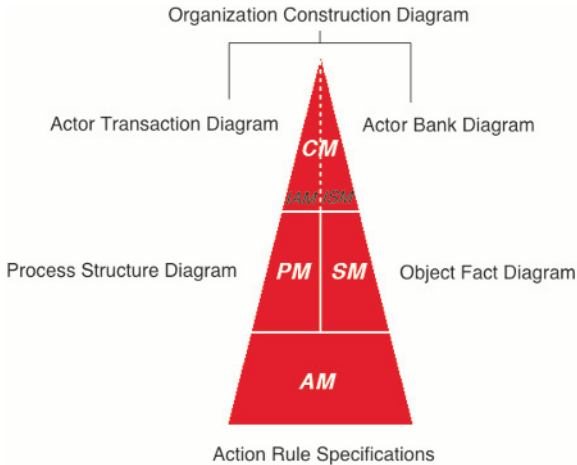 Organization Construction Diagram
Actor Transaction Diagram
Actor Bank Diagram
CM
IAM ISM
Process Structure Diagram
PM
SM
Object Fact Diagram
AM
Action Rule Specifications